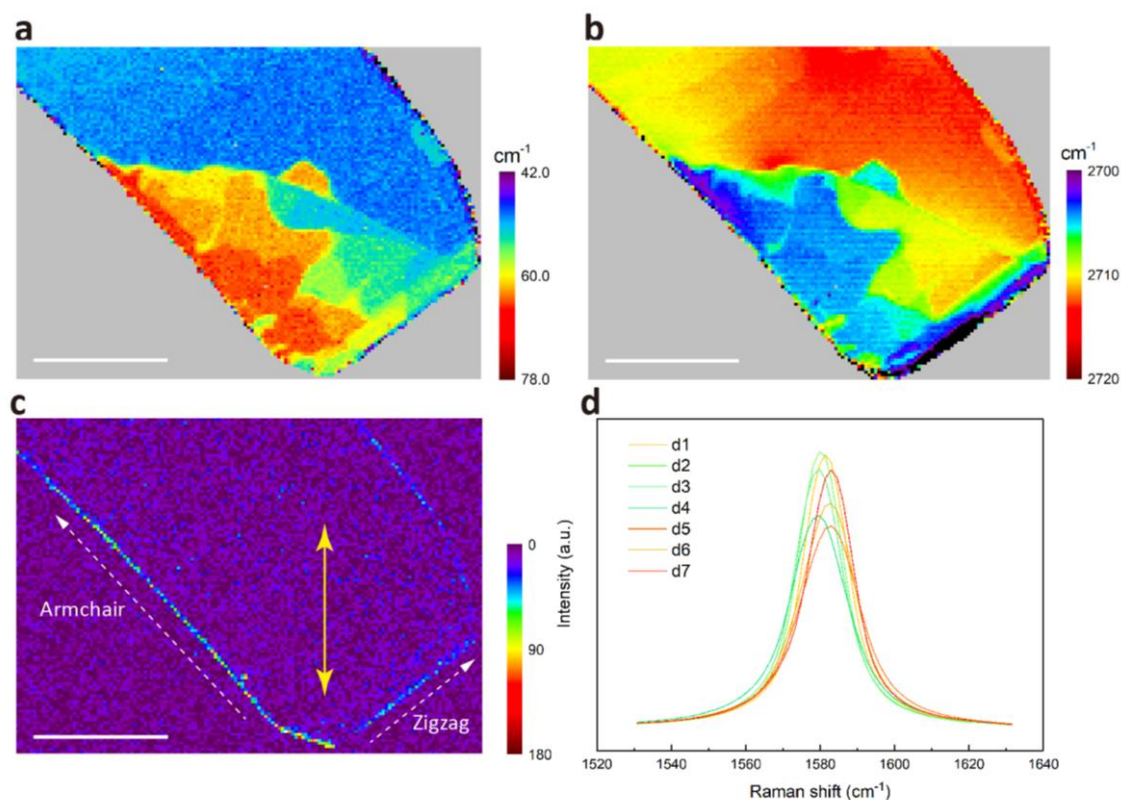 a
cm-1
42.0
60.0
78.0
b
cm-1
2700
2710
2720
c
Armchair
Zigzag
0
90
180
d
d1
d2
d3
d4
d5
d6
d7
Intensity (a.u.)
1520 1540 1560 1580 1600 1620 1640
Raman shift (cm-1)